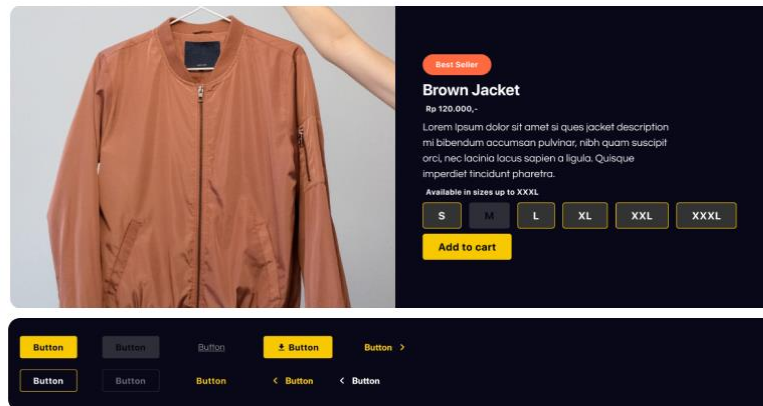 Best Seller
Brown Jacket
Rp 120.000,-
Lorem Ipsum dolor sit amet si ques jacket description
mi bibendum accumsan pulvinar, nibh quam suscipit
orci, nec lacinia lacus sapien a ligula. Quisque
imperdiet tincidunt pharetra.
Available in sizes up to XXXL
S M L XL XXL XXXL
Add to cart
Button Button Button Button Button
Button Button Button Button Button